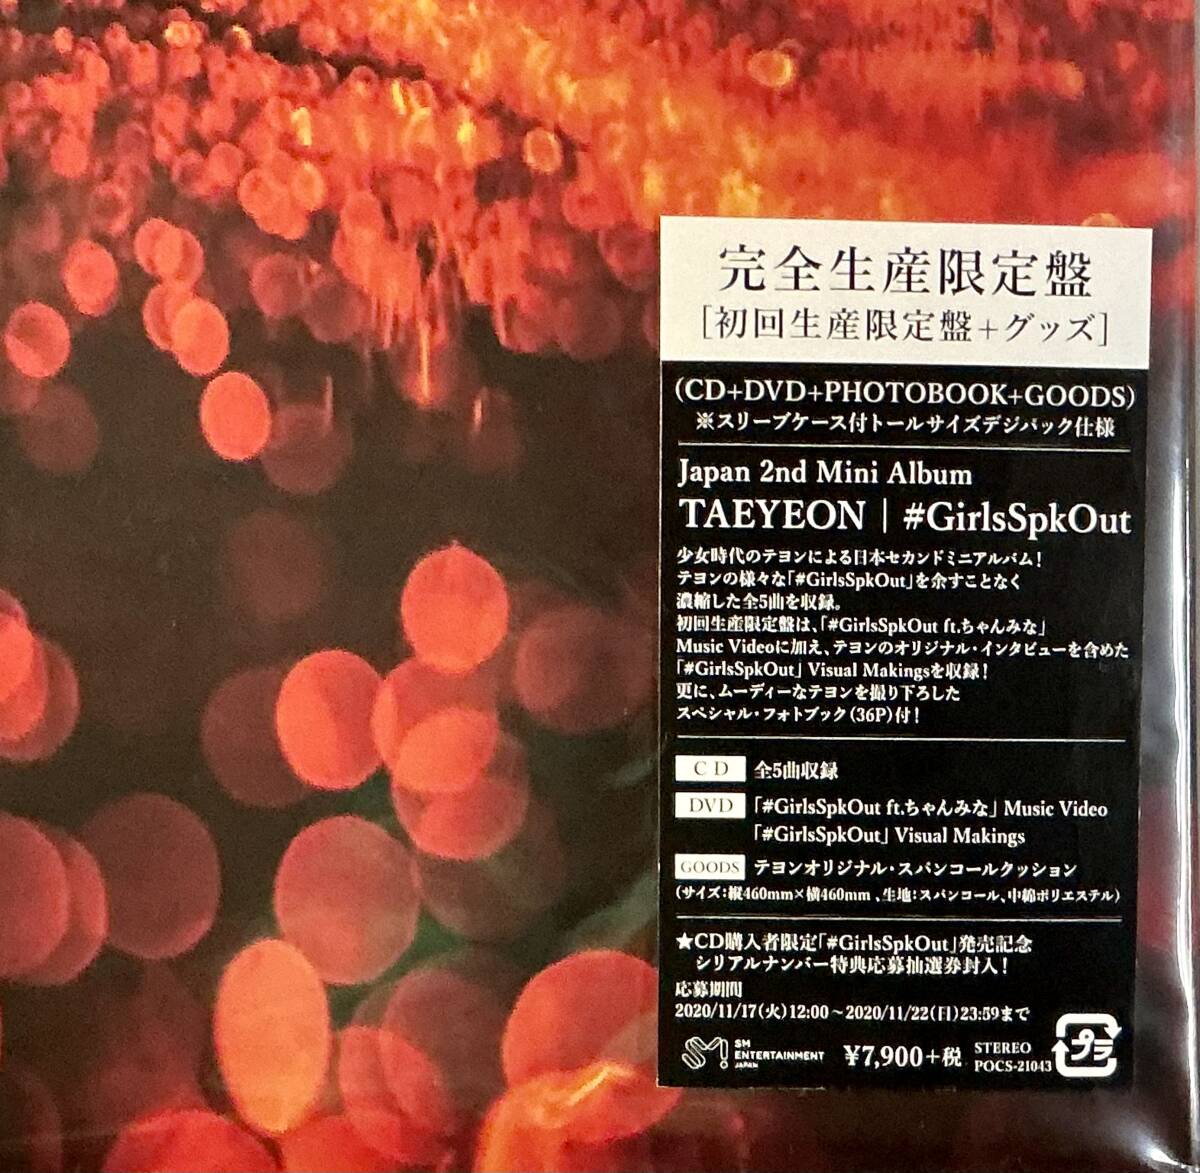 完全生産限定盤
[初回生産限定盤+グッズ]
(CD+DVD+PHOTOBOOK+GOODS)
※スリーブケース付トールサイズデジパック仕様
Japan 2nd Mini Album
TAEYEON | #GirlsSpkOut
少女時代のテヨンによる日本セカンドミニアルバム!
テヨンの様々な「#GirlsSpkOut」を余すことなく
濃縮した全5曲を収録。
初回生産限定盤は、「#GirlsSpkOut ft.ちゃんみな」
Music Videoに加え、テヨンのオリジナル・インタビューを含めた
「#GirlsSpkOut」 Visual Makingsを収録!
更に、ムーディーなテヨンを撮り下ろした
スペシャル・フォトブック(36P)付!
CD 全5曲収録
DVD 「#GirlsSpkOut ft.ちゃんみな」 Music Video
「#GirlsSpkOut」 Visual Makings
GOODS テヨンオリジナル・スパンコールクッション
(サイズ:縦460mm×横460mm、生地:スパンコール、中綿ポリエステル)
★CD購入者限定「#GirlsSpkOut」発売記念
シリアルナンバー特典応募抽選券封入!
応募期間
2020/11/17(火)12:00~2020/11/22(日)23:59まで
SM! SM ENTERTAINMENT JAPAN ¥7,900+税 STEREO POCS-21043 プラ